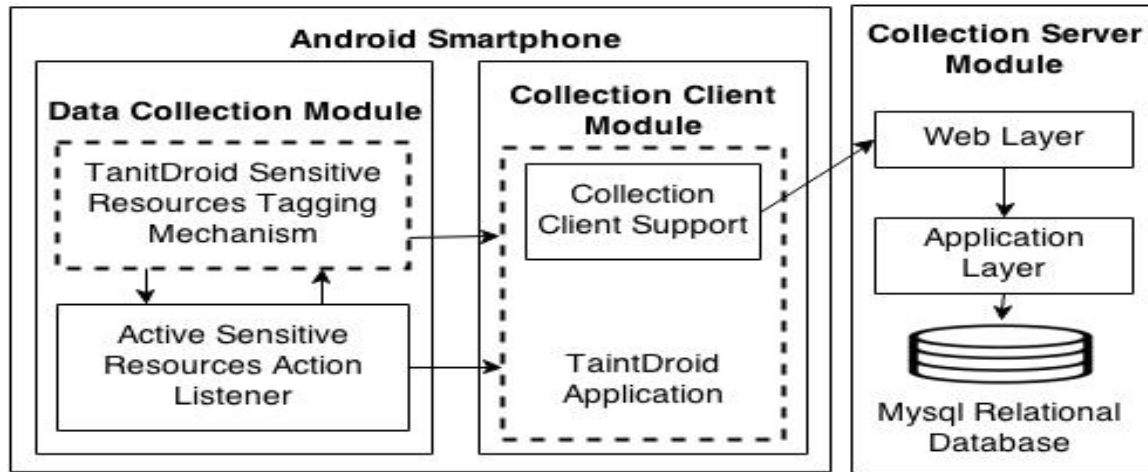 Android Smartphone
Data Collection Module
TanitDroid Sensitive
Resources Tagging
Mechanism
Active Sensitive
Resources Action
Listener
Collection Client
Module
Collection
Client Support
TaintDroid
Application
Collection Server
Module
Web Layer
Application
Layer
Mysql Relational
Database